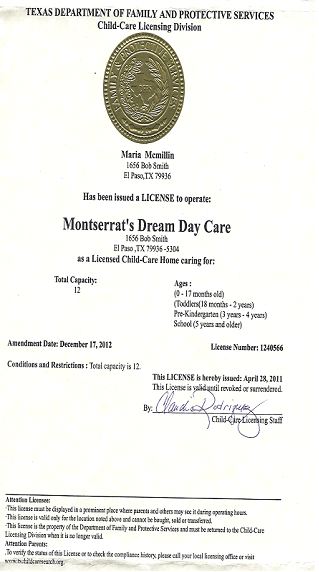 TEXAS DEPARTMENT OF FAMILY AND PROTECTIVE SERVICES
Child-Care Licensing Division
Maria Mcmillin
1656 Bob Smith
El Paso,TX 79936
Has been issued a LICENSE to operate:
Montserrat's Dream Day Care
1656 Bob Smith
El Paso ,TX 79936 -5304
as a Licensed Child-Care Home caring for:
Total Capacity:
12
Ages :
(0 - 17 months old)
(Toddlers(18 months - 2 years)
Pre-Kindergarten (3 years - 4 years)
School (5 years and older)
Amendment Date: December 17, 2012
License Number: 1240566
Conditions and Restrictions : Total capacity is 12.
This LICENSE is hereby issued: April 28, 2011
This License is valid until revoked or surrendered.
By: Claudia Rodriguez
Child-Care Licensing Staff
Attention Licensee:
·This license must be displayed in a prominent place where parents and others may see it during operating hours.
·This license is valid only for the location noted above and cannot be bought, sold or transferred.
·This license is the property of the Department of Family and Protective Services and must be returned to the Child-Care
Licensing Division when it is no longer valid.
Attention Parents:
·To verify the status of this License or to check the compliance history, please call your local licensing office or visit
www.txchildcaresearch.org.